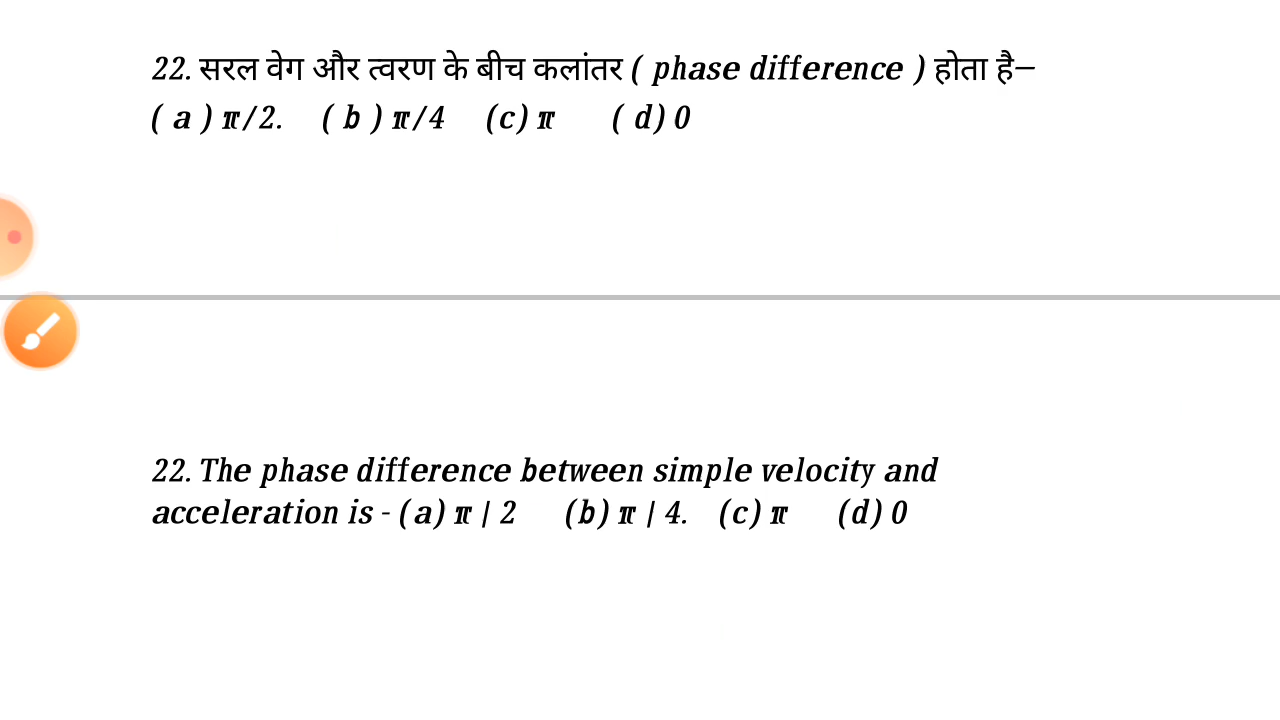 22. सरल वेग और त्वरण के बीच कलांतर ( phase difference ) होता है—
( a ) π/2. ( b ) π/4 (c) π ( d) 0
22. The phase difference between simple velocity and
acceleration is - (a) π | 2 (b) π | 4. (c) π (d) 0